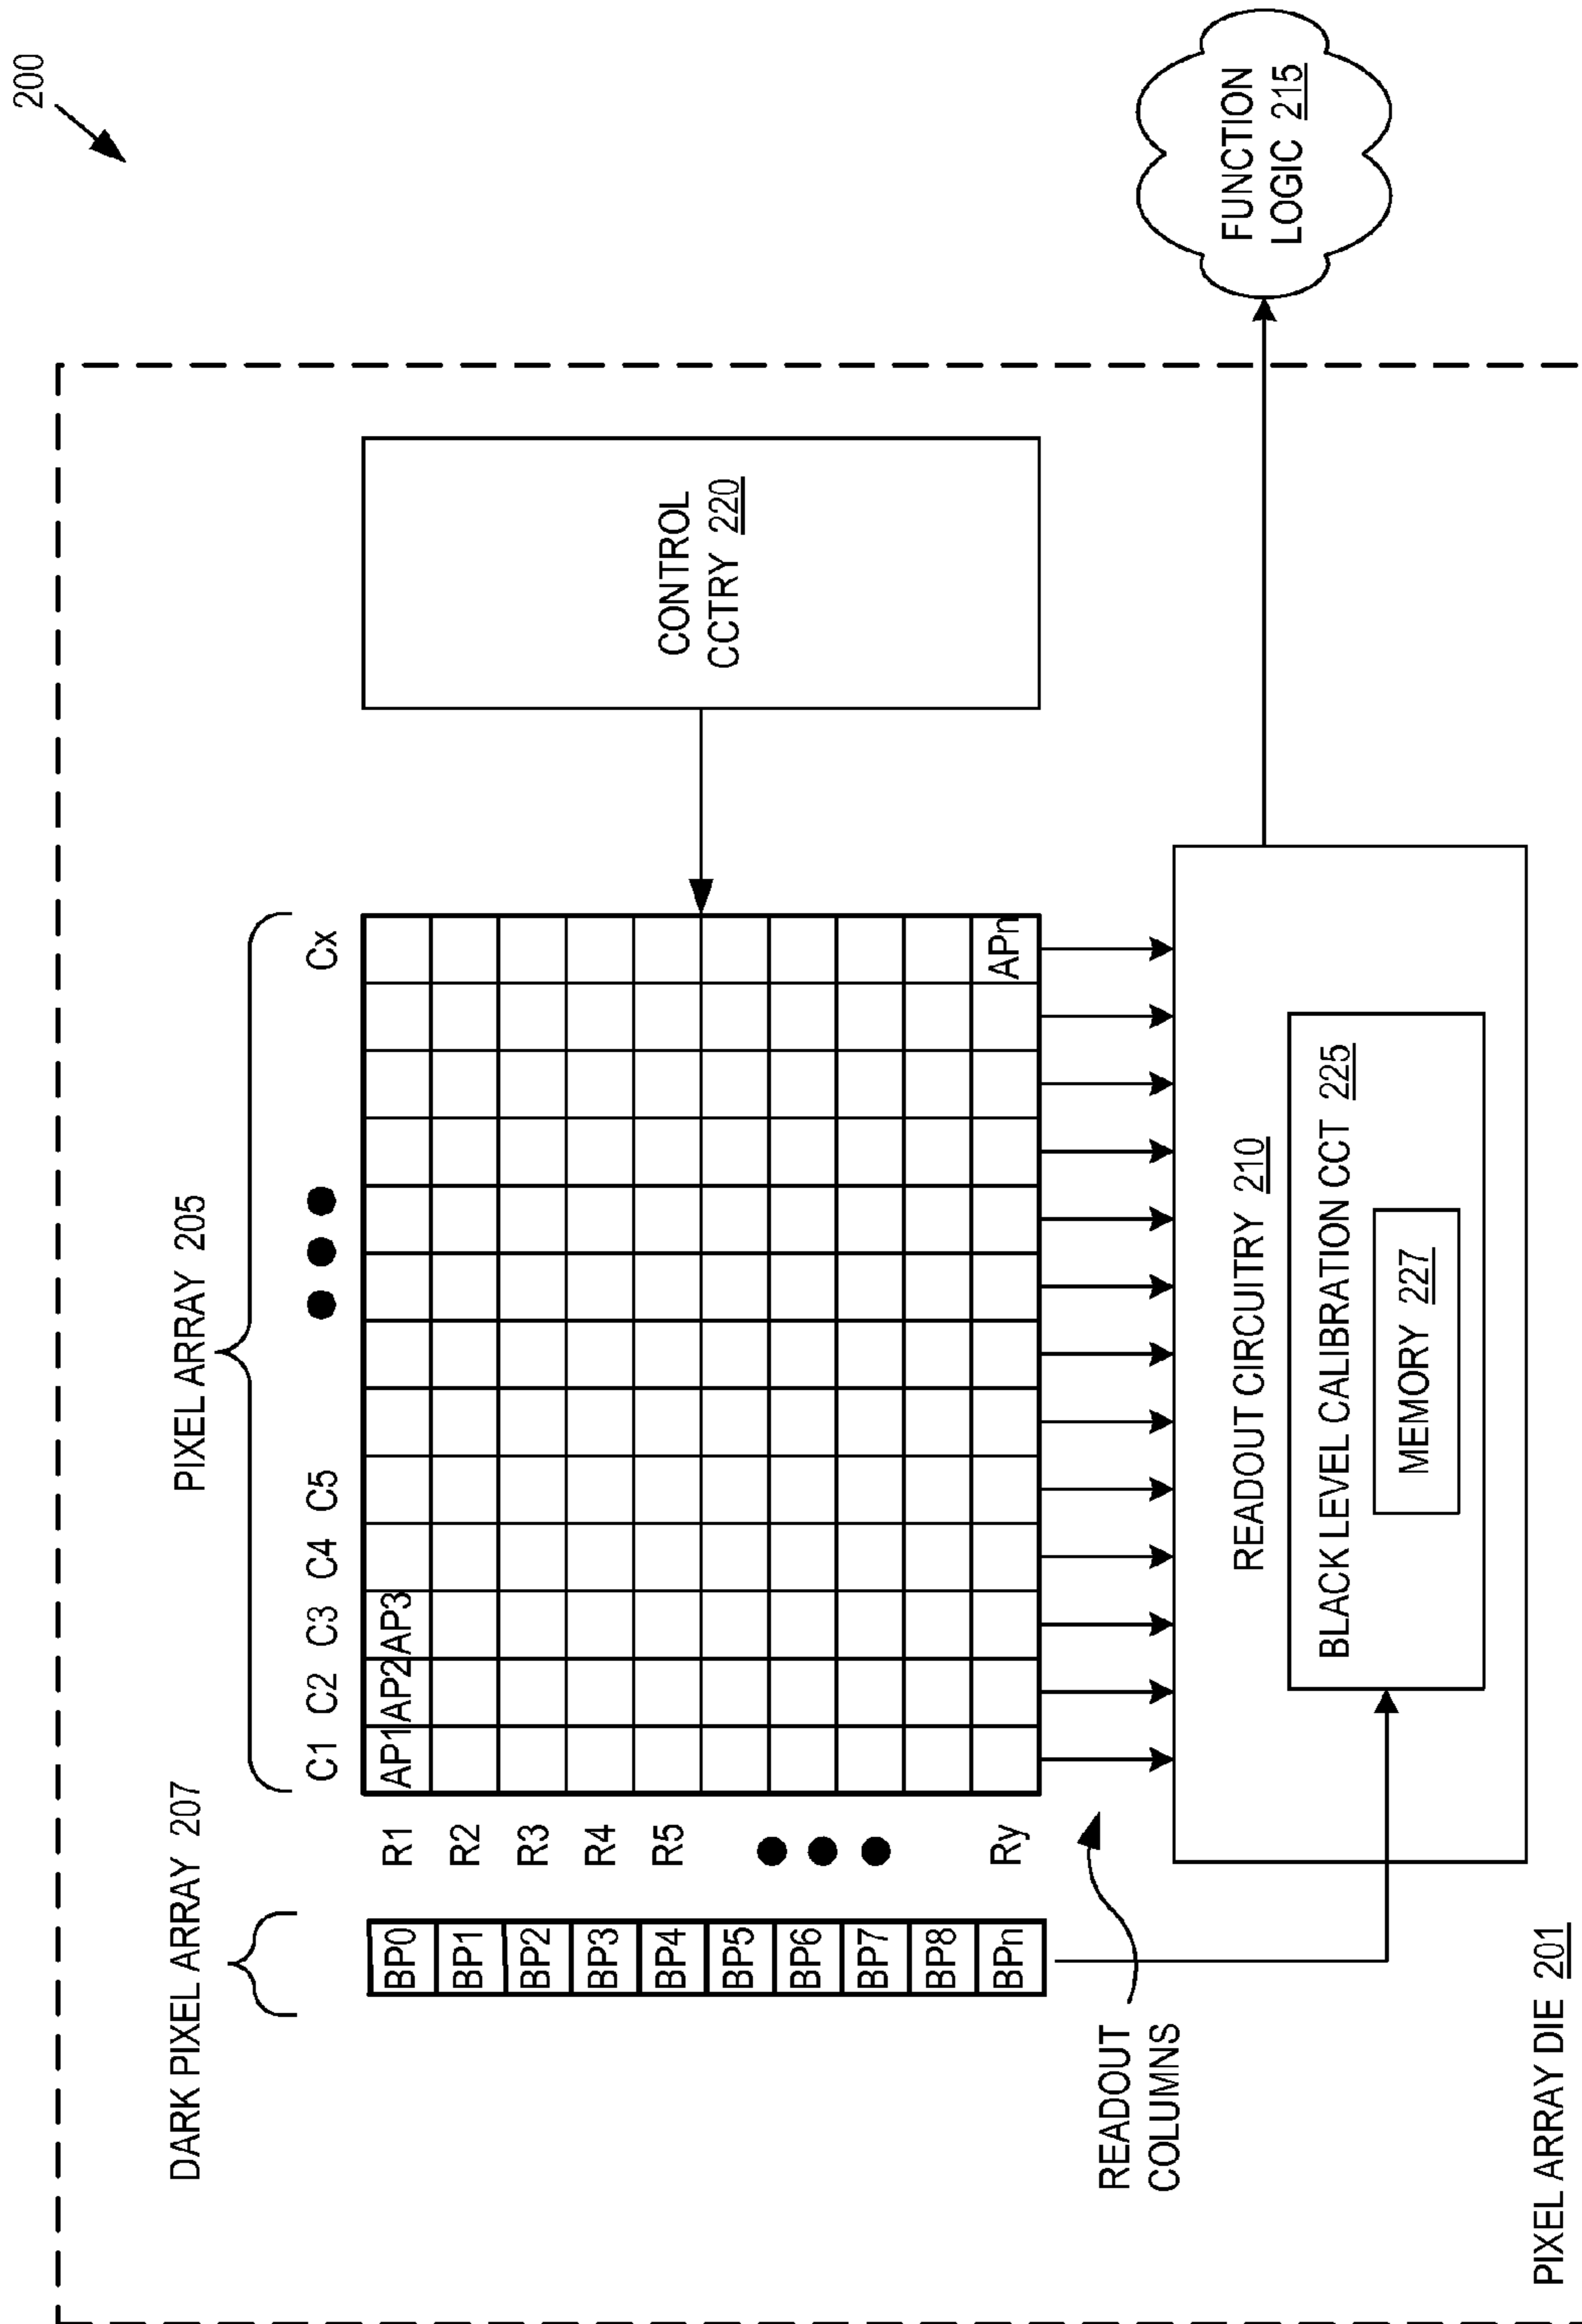 200
DARK PIXEL ARRAY 207
PIXEL ARRAY 205
C1 C2 C3 C4 C5 Cx
BP0 R1 AP1 AP2 AP3
BP1 R2
BP2 R3
BP3 R4
BP4 R5
BP5
BP6
BP7
BP8
BPn Ry APn
CONTROL
CCTRY 220
READOUT
COLUMNS
READOUT CIRCUITRY 210
BLACK LEVEL CALIBRATION CCT 225
MEMORY 227
FUNCTION
LOGIC 215
PIXEL ARRAY DIE 201